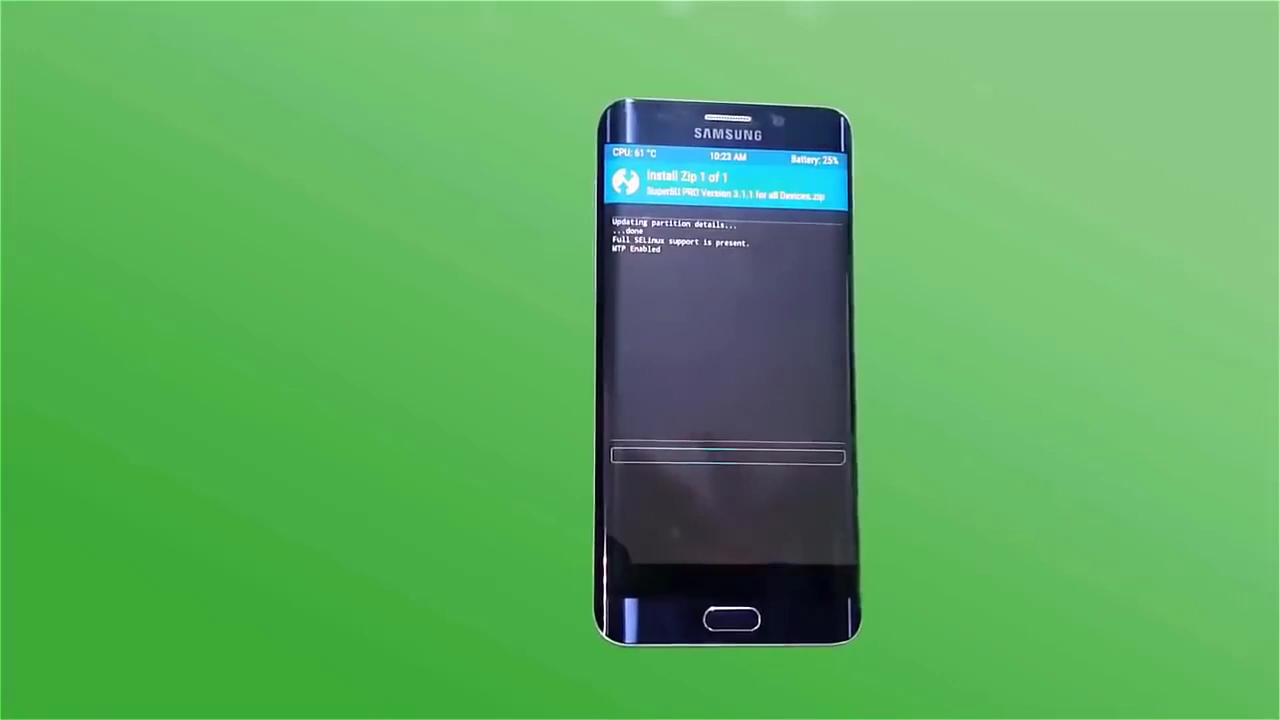 SAMSUNG
CPU: 61 °C
10:23 AM
Battery: 25%
Install Zip 1 of 1
SuperSU PRO Version 3.1.1 for all Devices.zip
Updating partition details...
...done
Full SELinux support is present.
MTP Enabled